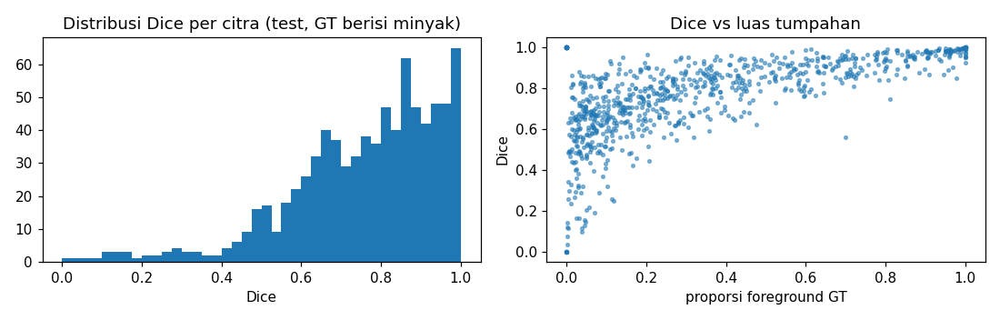 Distribusi Dice per citra (test, GT berisi minyak)
60
50
40
30
20
10
0
0.0 0.2 0.4 0.6 0.8 1.0
Dice
Dice vs luas tumpahan
1.0
0.8
0.6
0.4
0.2
0.0
Dice
0.0 0.2 0.4 0.6 0.8 1.0
proporsi foreground GT